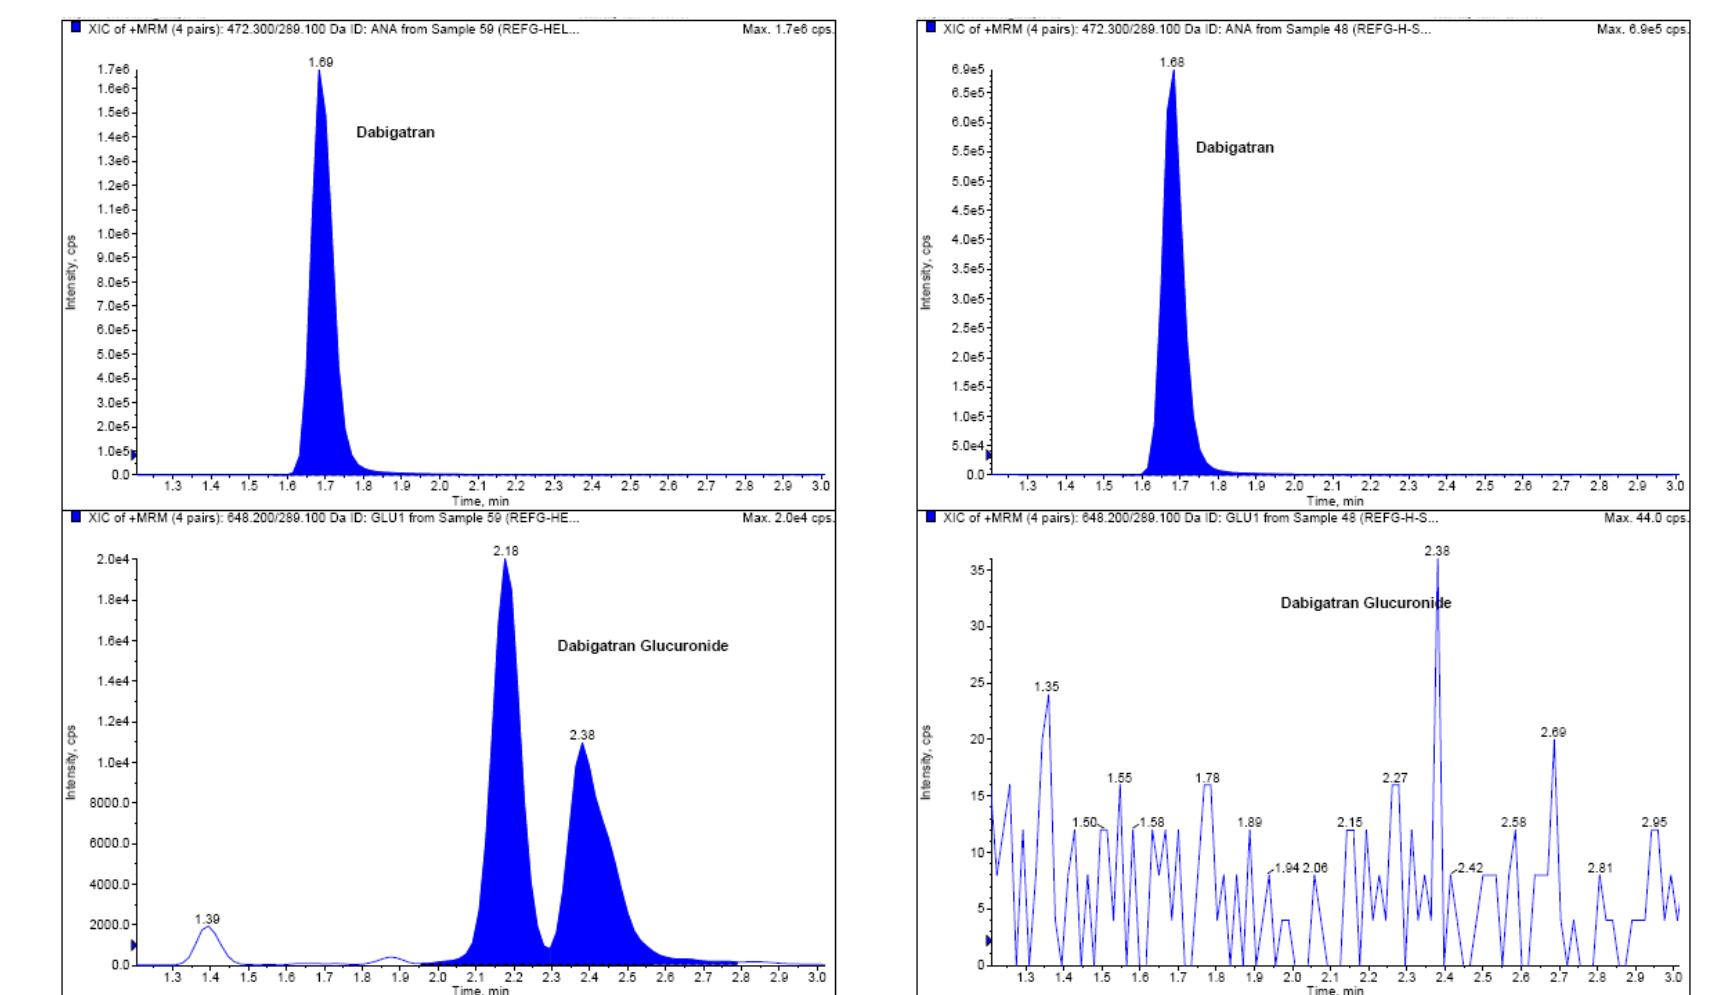 XIC of +MRM (4 pairs): 472.300/289.100 Da ID: ANA from Sample 59 (REFG-HEL... Max. 1.7e6 cps.
1.69
1.7e6
1.6e6
1.5e6
1.4e6
1.3e6
1.2e6
1.1e6
1.0e6
9.0e5
8.0e5
7.0e5
6.0e5
5.0e5
4.0e5
3.0e5
2.0e5
1.0e5
0.0
Intensity, cps
Dabigatran
1.3 1.4 1.5 1.6 1.7 1.8 1.9 2.0 2.1 2.2 2.3 2.4 2.5 2.6 2.7 2.8 2.9 3.0
Time, min
XIC of +MRM (4 pairs): 472.300/289.100 Da ID: ANA from Sample 48 (REFG-H-S... Max. 6.9e5 cps.
1.68
6.9e5
6.5e5
6.0e5
5.5e5
5.0e5
4.5e5
4.0e5
3.5e5
3.0e5
2.5e5
2.0e5
1.5e5
1.0e5
5.0e4
0.0
Intensity, cps
Dabigatran
1.3 1.4 1.5 1.6 1.7 1.8 1.9 2.0 2.1 2.2 2.3 2.4 2.5 2.6 2.7 2.8 2.9 3.0
Time, min
XIC of +MRM (4 pairs): 648.200/289.100 Da ID: GLU1 from Sample 59 (REFG-HE... Max. 2.0e4 cps.
2.18
2.0e4
1.8e4
1.6e4
1.4e4
1.2e4
1.0e4
8000.0
6000.0
4000.0
2000.0
0.0
Intensity, cps
Dabigatran Glucuronide
2.38
1.39
1.3 1.4 1.5 1.6 1.7 1.8 1.9 2.0 2.1 2.2 2.3 2.4 2.5 2.6 2.7 2.8 2.9 3.0
Time, min
XIC of +MRM (4 pairs): 648.200/289.100 Da ID: GLU1 from Sample 48 (REFG-H-S... Max. 44.0 cps.
2.38
35
30
25
20
15
10
5
0
Intensity, cps
Dabigatran Glucuronide
1.35
2.69
1.55 1.78 2.27
1.50 1.58 1.89 2.15 2.58 2.95
1.94 2.06 2.42 2.81
1.3 1.4 1.5 1.6 1.7 1.8 1.9 2.0 2.1 2.2 2.3 2.4 2.5 2.6 2.7 2.8 2.9 3.0
Time, min